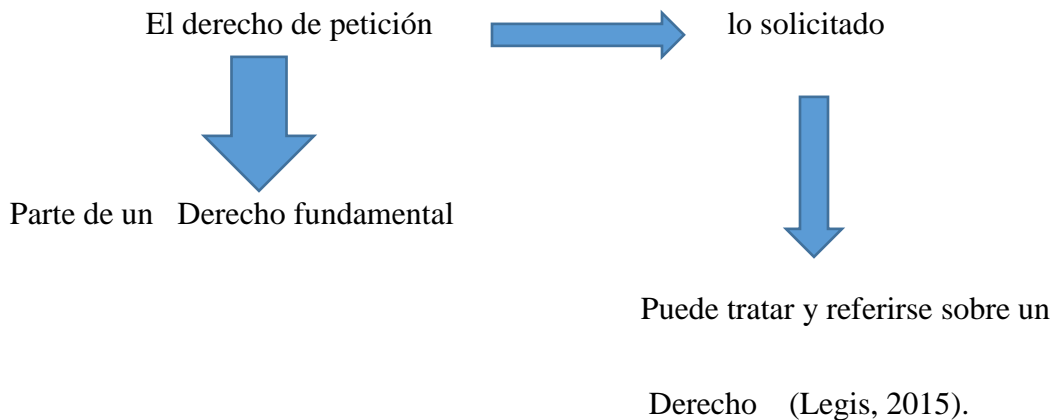 El derecho de petición lo solicitado
Parte de un Derecho fundamental
Puede tratar y referirse sobre un
Derecho (Legis, 2015).